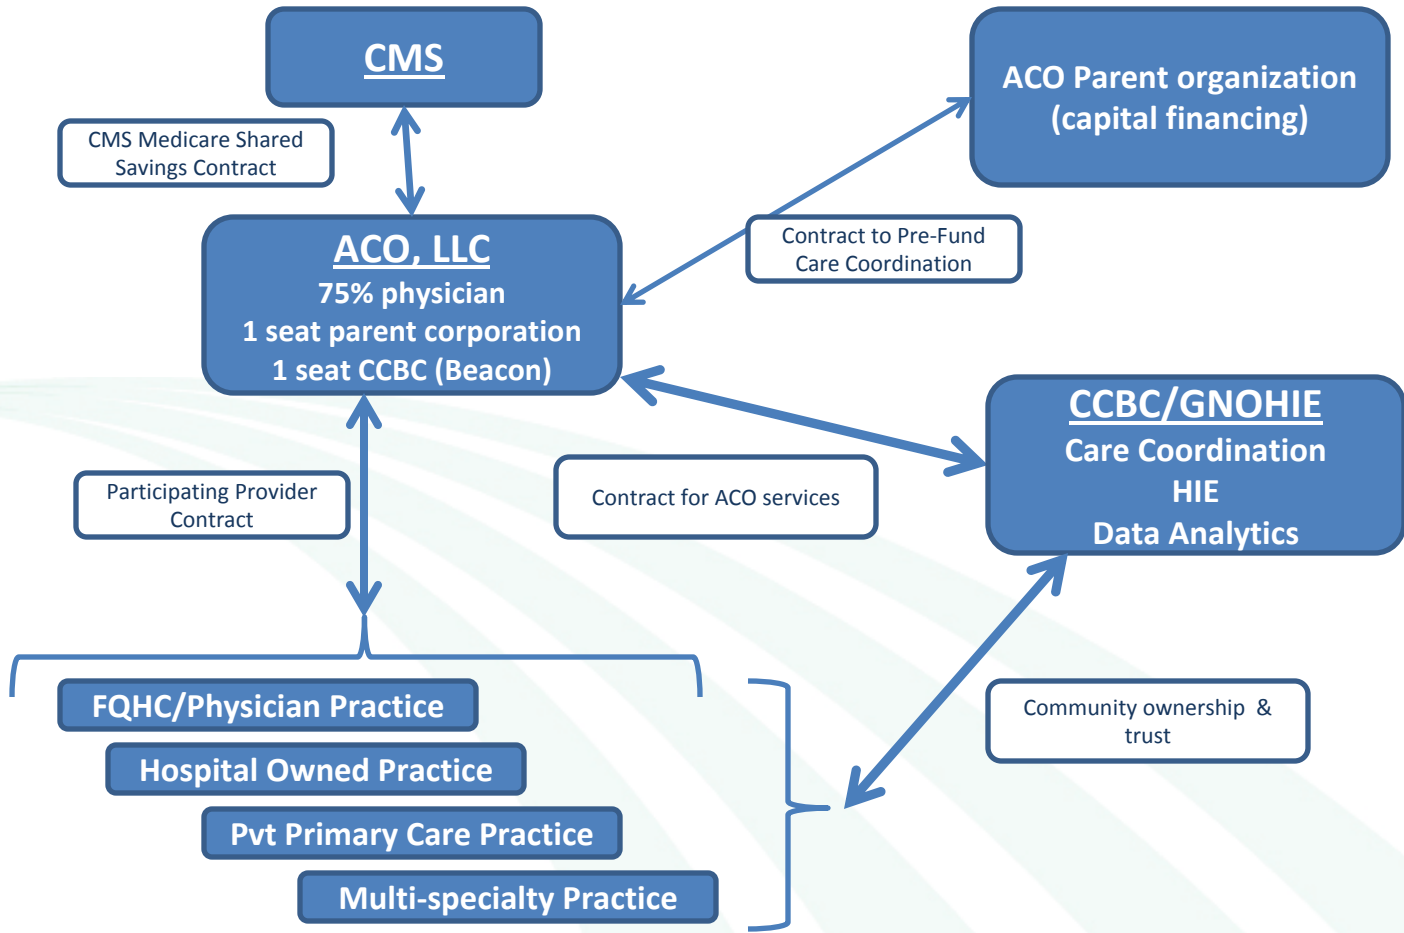 CMS
ACO Parent organization
(capital financing)
CMS Medicare Shared
Savings Contract
ACO, LLC
75% physician
1 seat parent corporation
1 seat CCBC (Beacon)
Contract to Pre-Fund
Care Coordination
CCBC/GNOHIE
Care Coordination
HIE
Data Analytics
Participating Provider
Contract
Contract for ACO services
FQHC/Physician Practice
Hospital Owned Practice
Pvt Primary Care Practice
Multi-specialty Practice
Community ownership &
trust